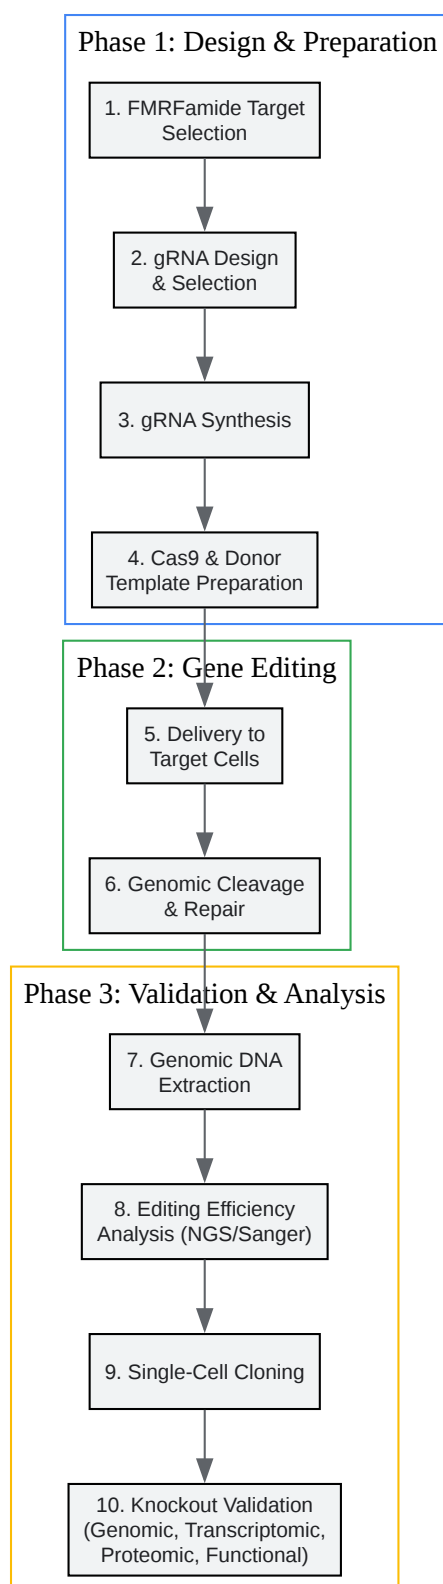 Phase 1: Design & Preparation
1. FMRFamide Target
Selection
2. gRNA Design
& Selection
3. gRNA Synthesis
4. Cas9 & Donor
Template Preparation
Phase 2: Gene Editing
5. Delivery to
Target Cells
6. Genomic Cleavage
& Repair
Phase 3: Validation & Analysis
7. Genomic DNA
Extraction
8. Editing Efficiency
Analysis (NGS/Sanger)
9. Single-Cell Cloning
10. Knockout Validation
(Genomic, Transcriptomic,
Proteomic, Functional)